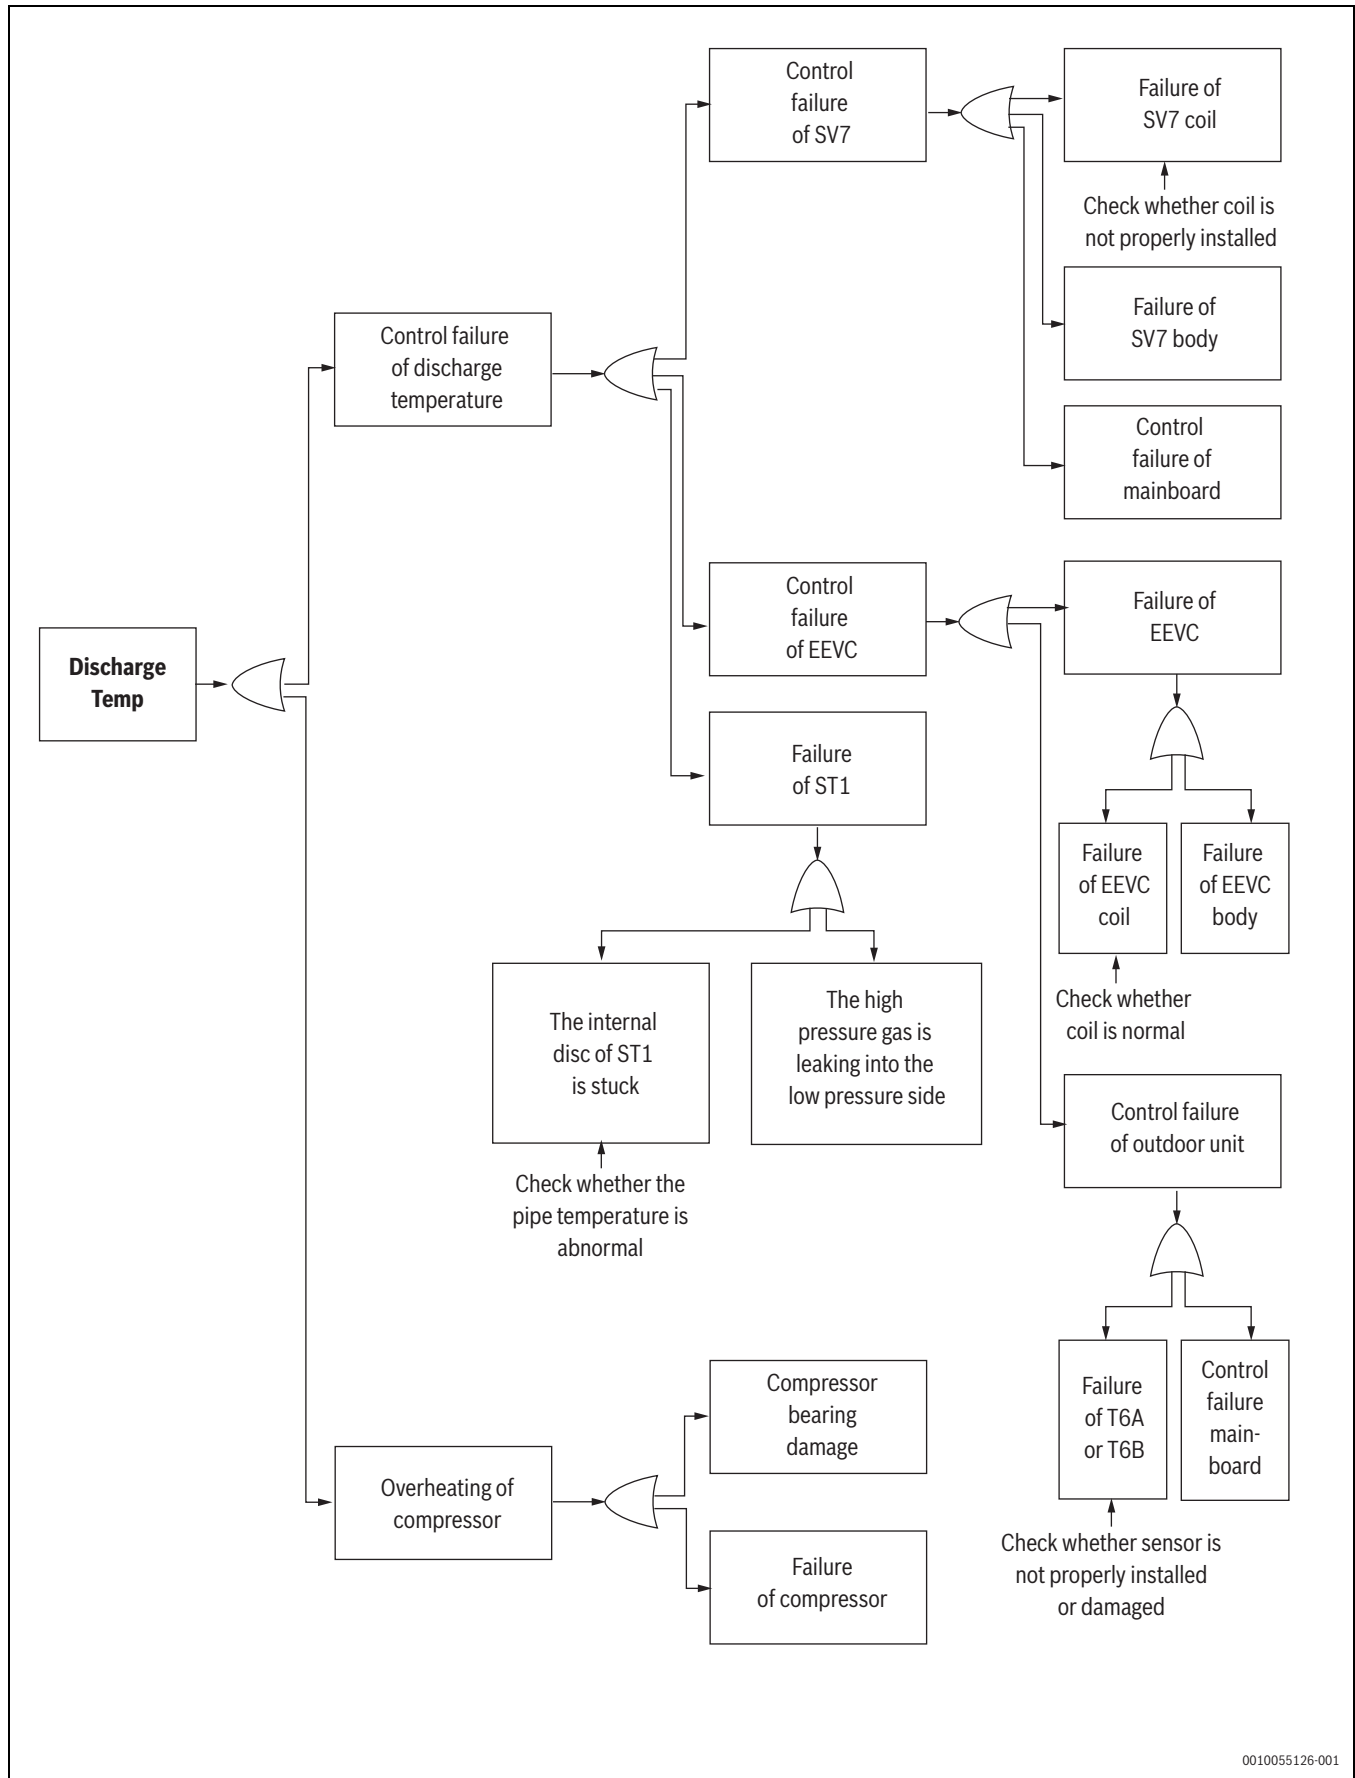 Control
failure
of SV7
Failure of
SV7 coil
Check whether coil is
not properly installed
Failure of
SV7 body
Control failure
of discharge
temperature
Control
failure of
mainboard
Control
failure
of EEVC
Failure of
EEVC
Discharge
Temp
Failure
of ST1
Failure
of EEVC
coil
Failure
of EEVC
body
The internal
disc of ST1
is stuck
The high
pressure gas is
leaking into the
low pressure side
Check whether
coil is normal
Control failure
of outdoor unit
Check whether the
pipe temperature is
abnormal
Compressor
bearing
damage
Failure
of T6A
or T6B
Control
failure
main-
board
Overheating of
compressor
Failure
of compressor
Check whether sensor is
not properly installed
or damaged
0010055126-001